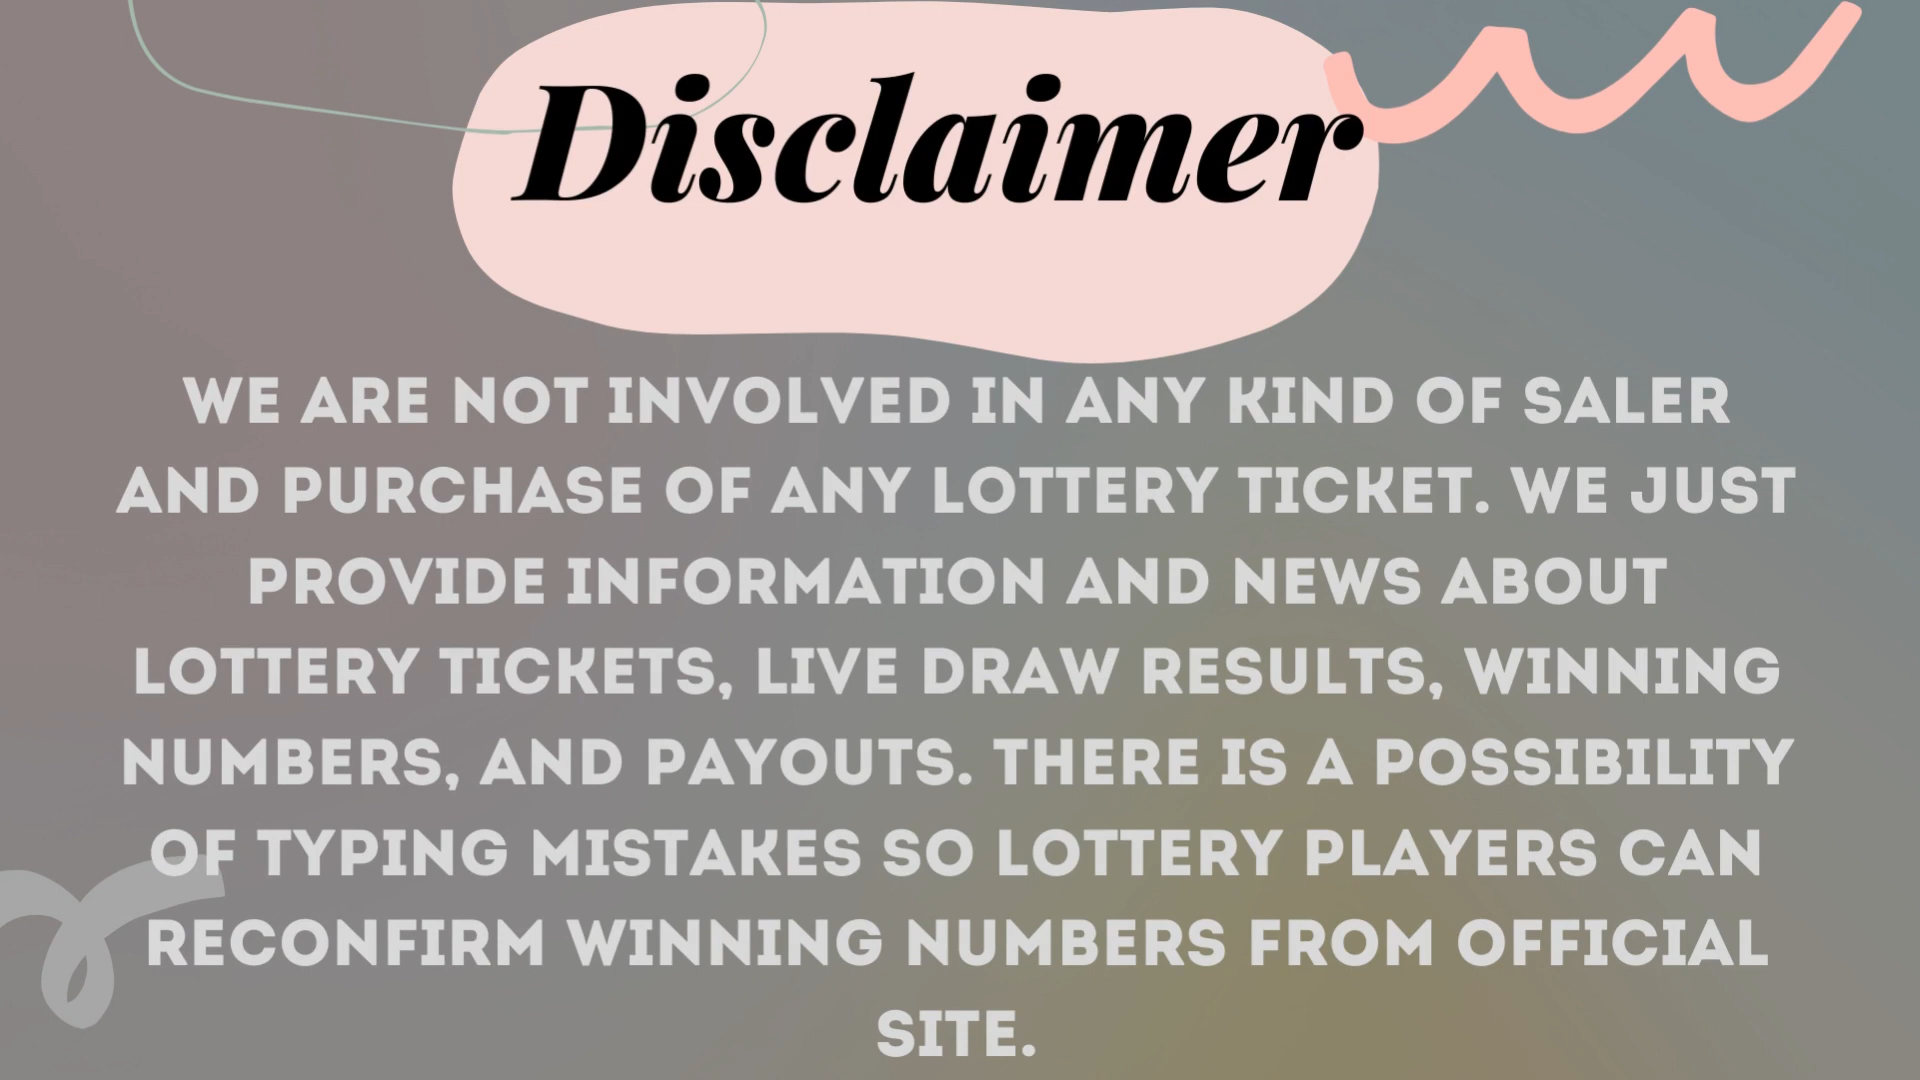 Disclaimer
WE ARE NOT INVOLVED IN ANY KIND OF SALER
AND PURCHASE OF ANY LOTTERY TICKET. WE JUST
PROVIDE INFORMATION AND NEWS ABOUT
LOTTERY TICKETS, LIVE DRAW RESULTS, WINNING
NUMBERS, AND PAYOUTS. THERE IS A POSSIBILITY
OF TYPING MISTAKES SO LOTTERY PLAYERS CAN
RECONFIRM WINNING NUMBERS FROM OFFICIAL
SITE.